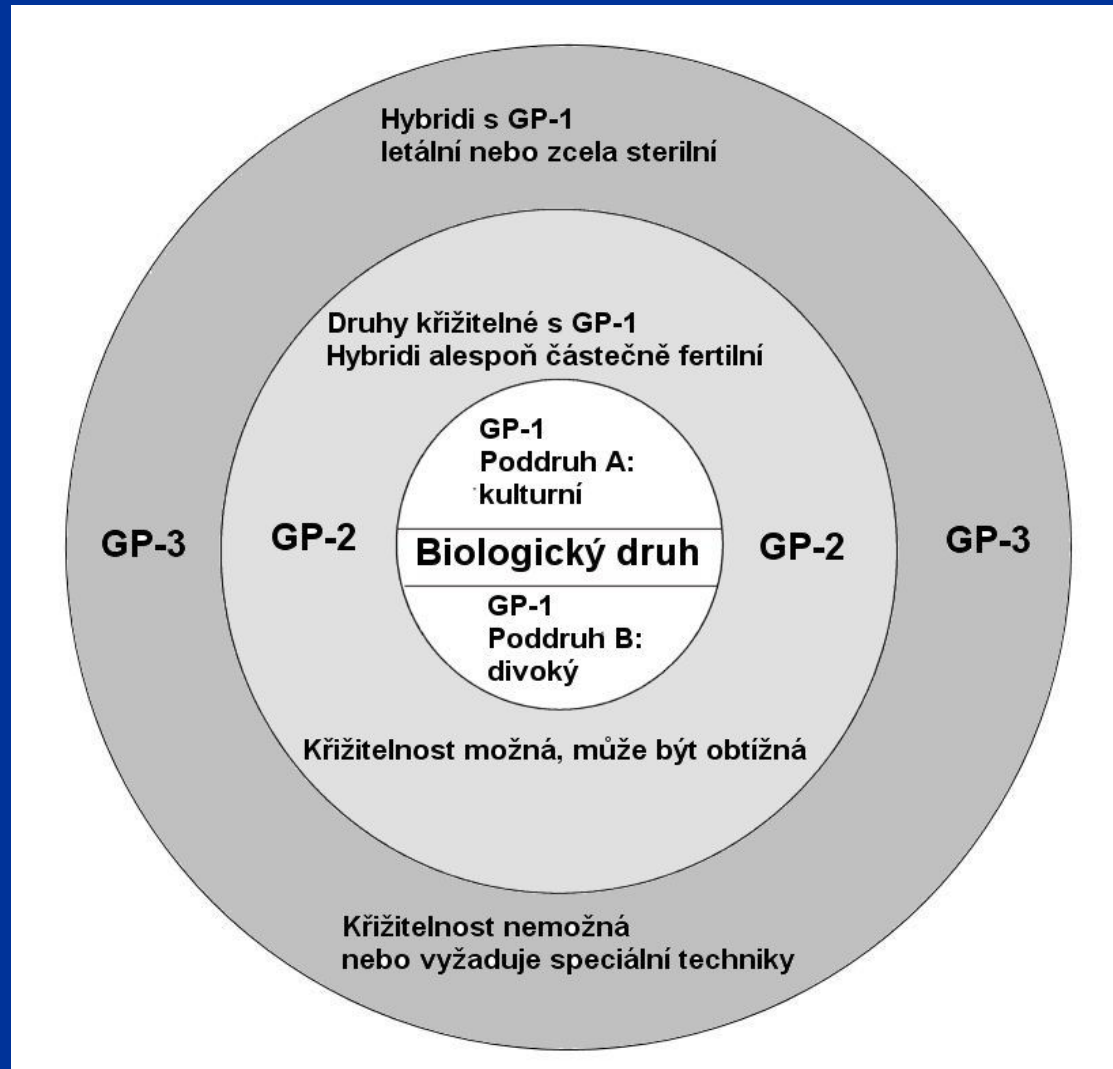 Hybridi s GP-1
letální nebo zcela sterilní
Druhy křižitelné s GP-1
Hybridi alespoň částečně fertilní
GP-1
Poddruh A:
kulturní
GP-3
GP-2
Biologický druh
GP-2
GP-3
GP-1
Poddruh B:
divoký
Křižitelnost možná, může být obtížná
Křižitelnost nemožná
nebo vyžaduje speciální techniky